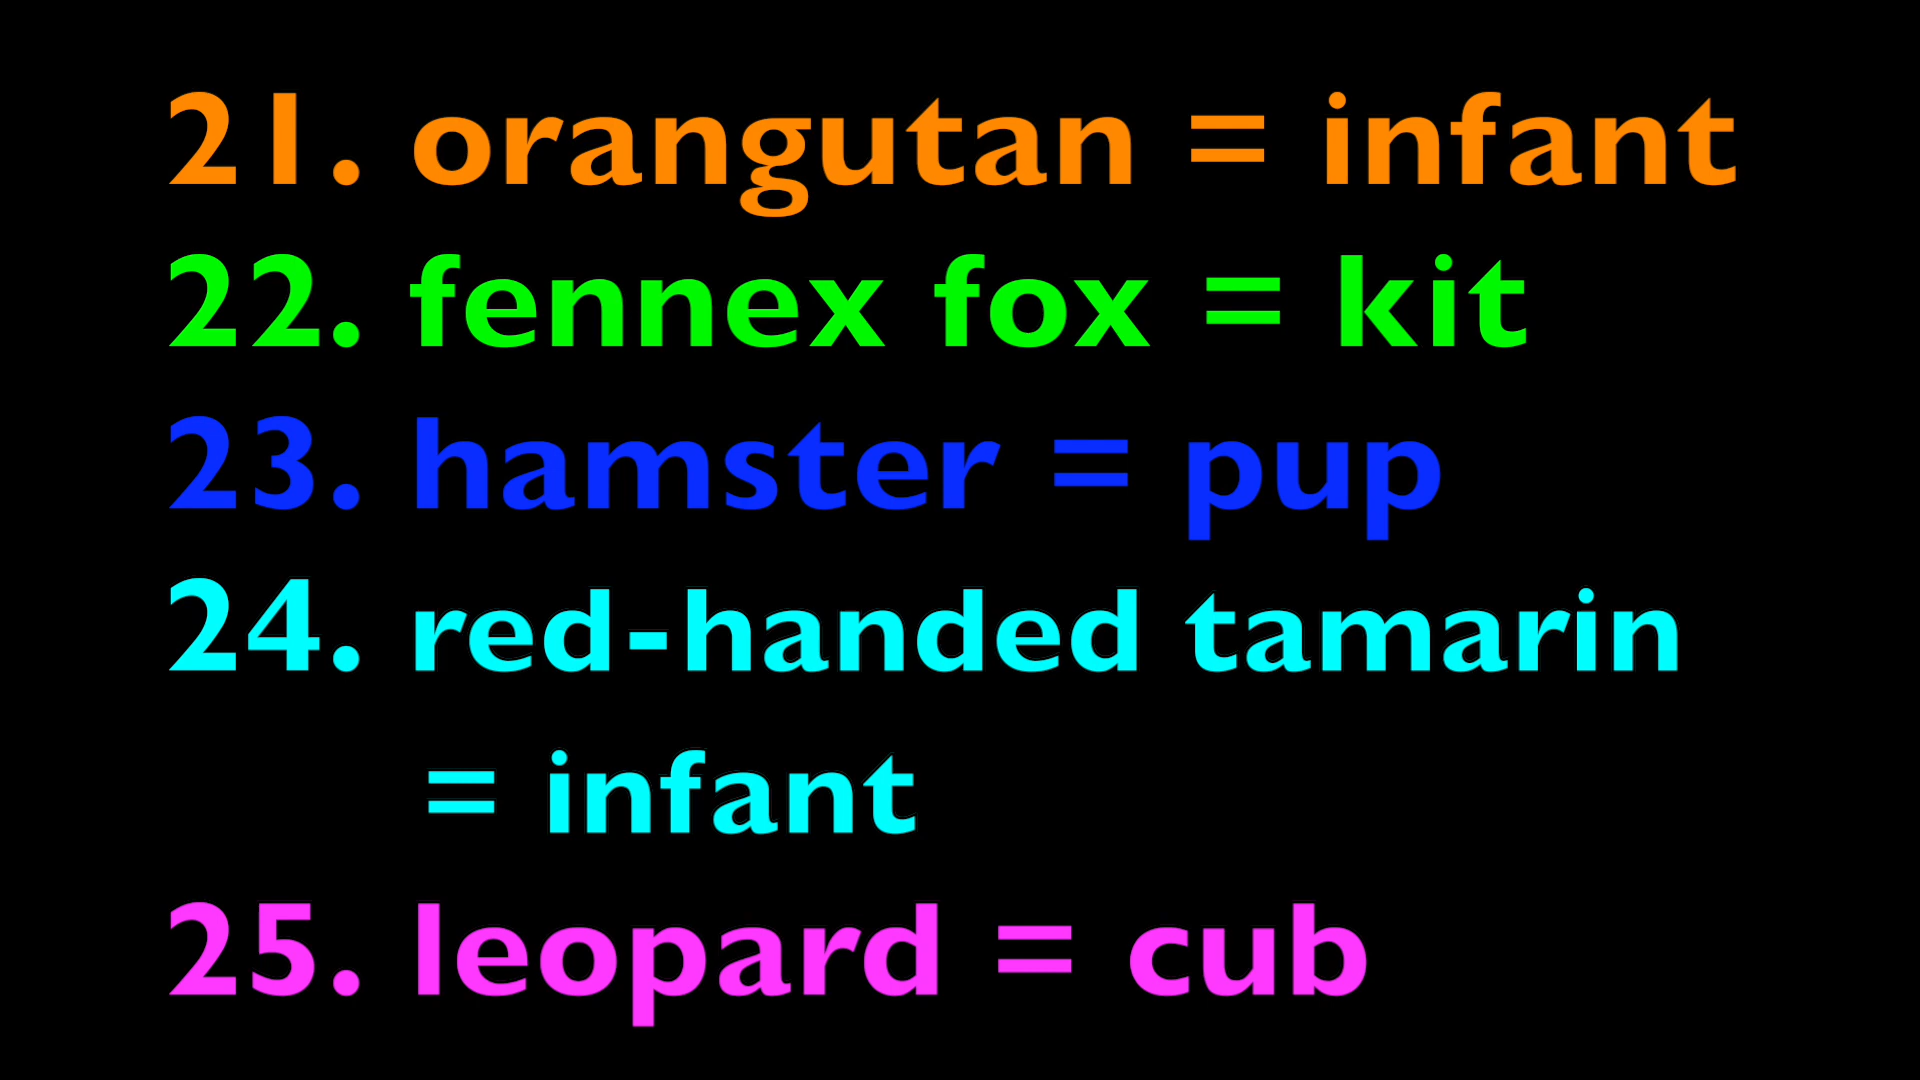 21. orangutan = infant
22. fennex fox = kit
23. hamster = pup
24. red-handed tamarin
= infant
25. leopard = cub